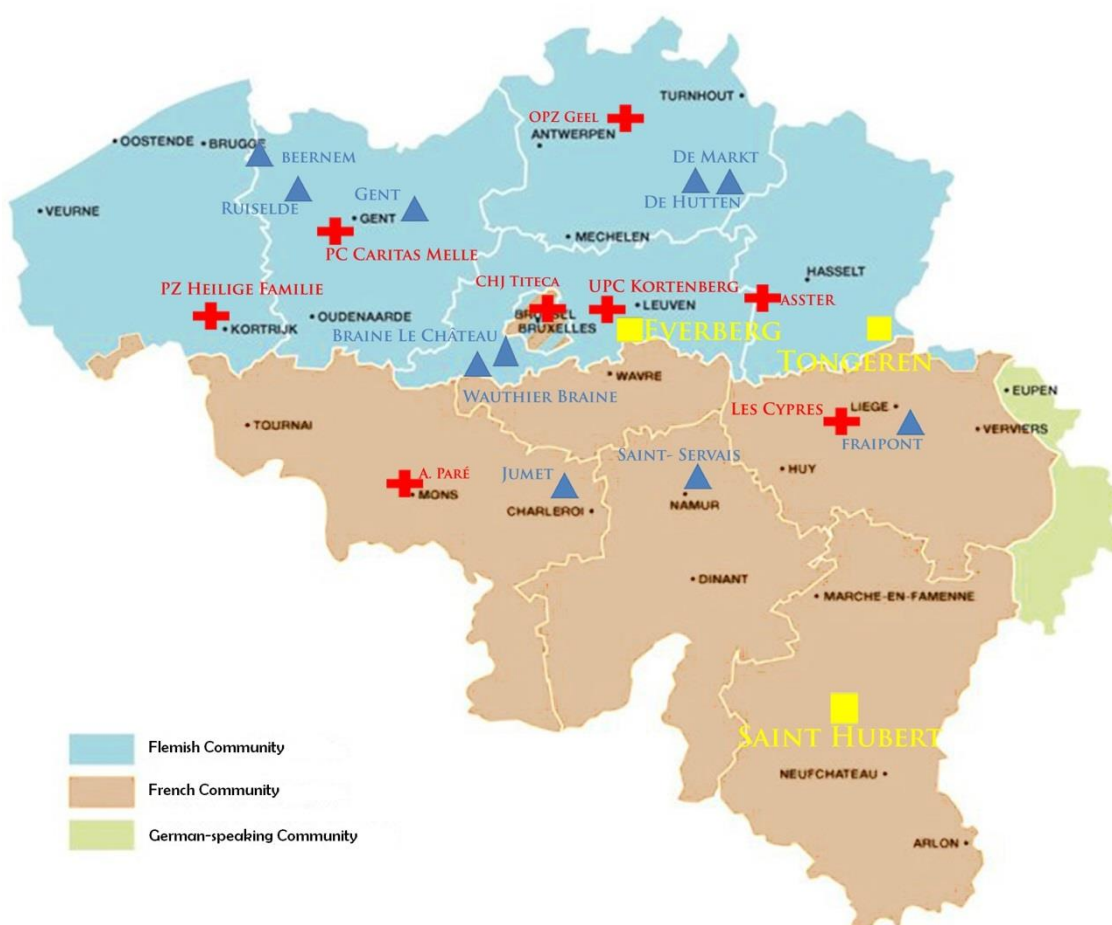 TURNHOUT
OPZ GEEL
ANTWERPEN
OOSTENDE
BRUGGE
BEERNEM
DE MARKT
RUISELDE
GENT
DE HUTTEN
VEURNE
GENT
PC CARITAS MELLE
MECHELEN
HASSELT
CHJ TITECA
UPC KORTENBERG
PZ HEILIGE FAMILIE
LEUVEN
ASSTER
OUDENAARDE
BRUSSEL
BRUXELLES
KORTRIJK
BRAINE LE CHÂTEAU
EVERBERG
TONGEREN
WAVRE
WAUTHIER BRAINE
EUPEN
LES CYPRES
LIEGE
TOURNAI
VERVIERS
FRAIPONT
SAINT- SERVAIS
HUY
A. PARÉ
JUMET
MONS
NAMUR
CHARLEROI
DINANT
MARCHE-EN-FAMENNE
SAINT HUBERT
Flemish Community
NEUFCHATEAU
French Community
German-speaking Community
ARLON